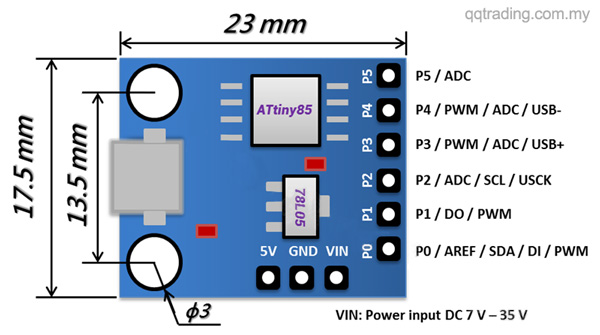 qqtrading.com.my
23 mm
17.5 mm
13.5 mm
ϕ3
ATtiny85
78L05
5V GND VIN
P5
P4
P3
P2
P1
P0
P5 / ADC
P4 / PWM / ADC / USB-
P3 / PWM / ADC / USB+
P2 / ADC / SCL / USCK
P1 / DO / PWM
P0 / AREF / SDA / DI / PWM
VIN: Power input DC 7 V – 35 V